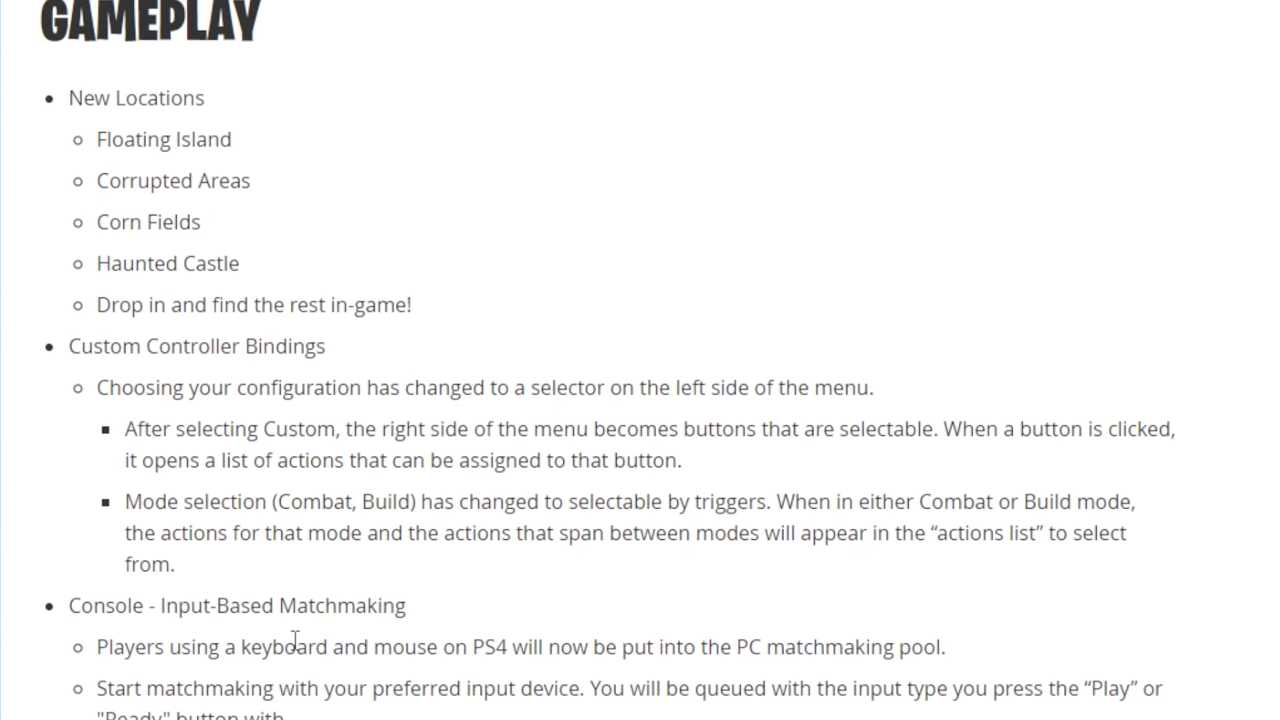 GAMEPLAY
New Locations
Floating Island
Corrupted Areas
Corn Fields
Haunted Castle
Drop in and find the rest in-game!
Custom Controller Bindings
Choosing your configuration has changed to a selector on the left side of the menu.
After selecting Custom, the right side of the menu becomes buttons that are selectable. When a button is clicked,
it opens a list of actions that can be assigned to that button.
Mode selection (Combat, Build) has changed to selectable by triggers. When in either Combat or Build mode,
the actions for that mode and the actions that span between modes will appear in the “actions list” to select
from.
Console - Input-Based Matchmaking
Players using a keyboard and mouse on PS4 will now be put into the PC matchmaking pool.
Start matchmaking with your preferred input device. You will be queued with the input type you press the “Play” or
"Ready" button with.